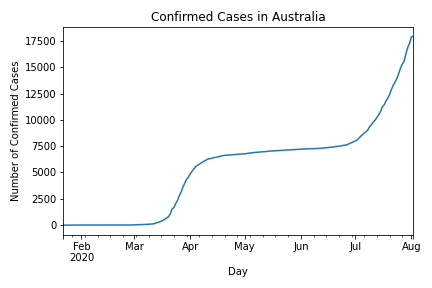 Confirmed Cases in Australia
17500
15000
12500
10000
7500
5000
2500
0
Number of Confirmed Cases
Feb Mar Apr May Jun Jul Aug
2020
Day